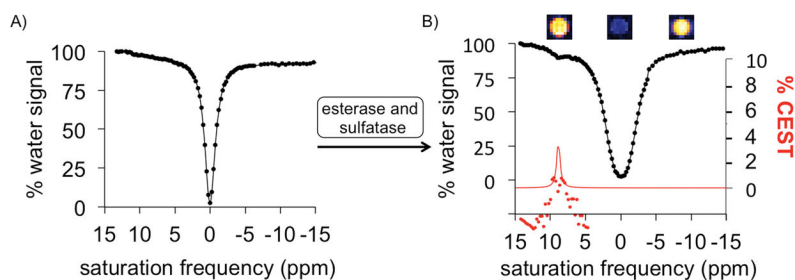 A)
% water signal
100
75
50
25
0
15 10 5 0 -5 -10 -15
saturation frequency (ppm)
esterase and
sulfatase
B)
% water signal
100
75
50
25
0
10
8
6
4
2
0
% CEST
15 10 5 0 -5 -10 -15
saturation frequency (ppm)